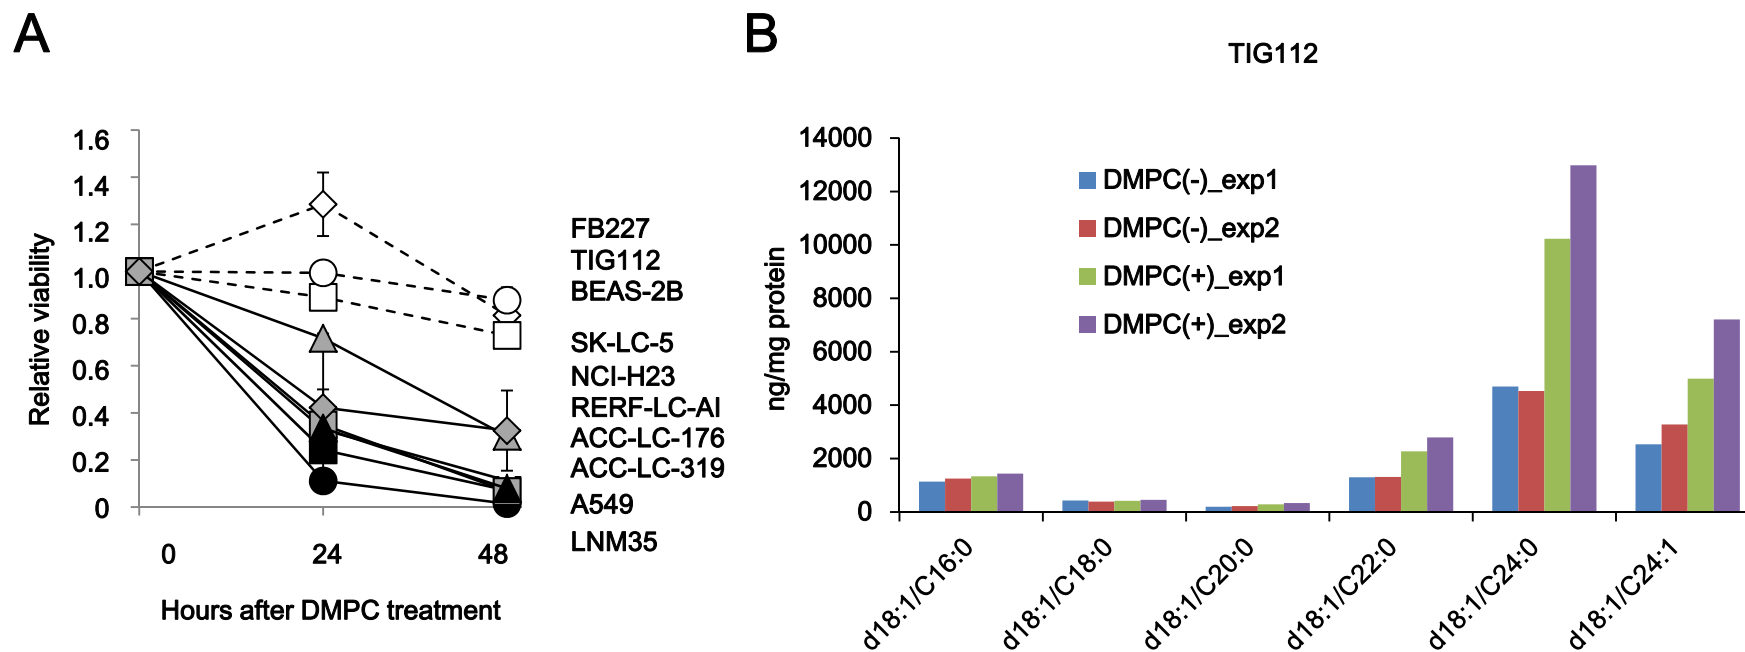 A
1.6
1.4
1.2
1.0
0.8
0.6
0.4
0.2
0
Relative viability
0 24 48
Hours after DMPC treatment
FB227
TIG112
BEAS-2B
SK-LC-5
NCI-H23
RERF-LC-AI
ACC-LC-176
ACC-LC-319
A549
LNM35
B
TIG112
14000
12000
10000
8000
6000
4000
2000
0
ng/mg protein
DMPC(-)_exp1
DMPC(-)_exp2
DMPC(+)_exp1
DMPC(+)_exp2
d18:1/C16:0
d18:1/C18:0
d18:1/C20:0
d18:1/C22:0
d18:1/C24:0
d18:1/C24:1